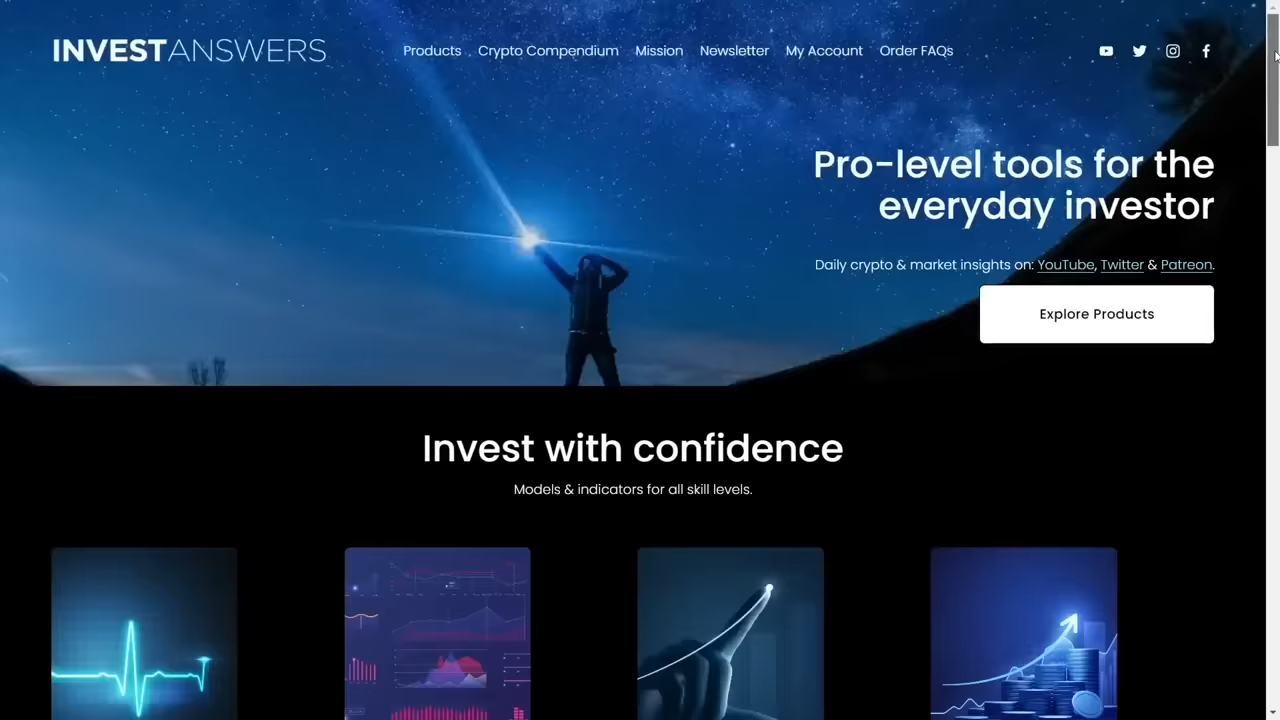 INVESTANSWERS
Products Crypto Compendium Mission Newsletter My Account Order FAQs
Pro-level tools for the
everyday investor
Daily crypto & market insights on: YouTube, Twitter & Patreon.
Explore Products
Invest with confidence
Models & indicators for all skill levels.